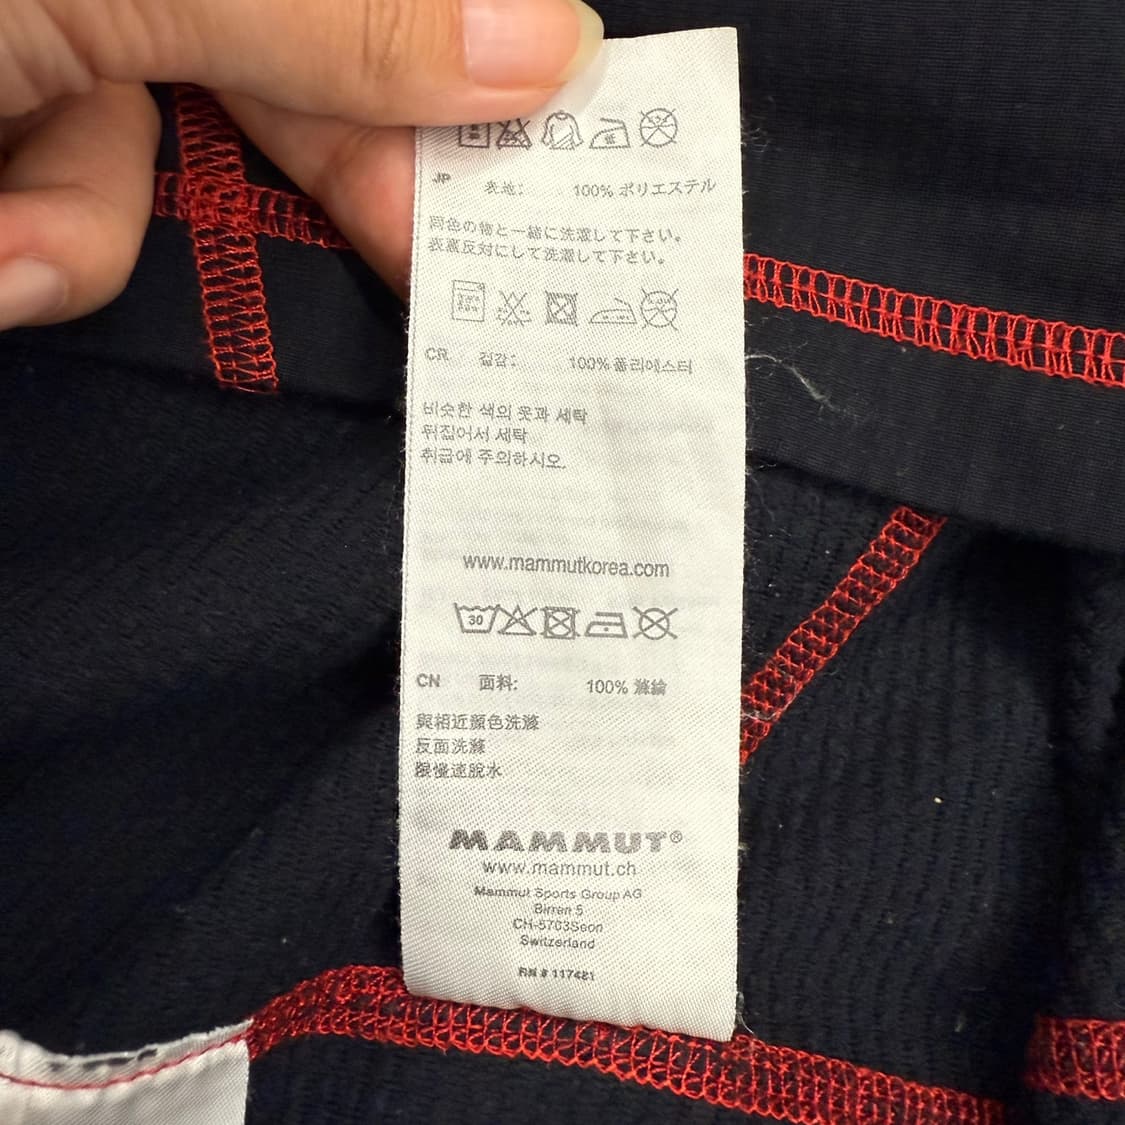 JP 表地: 100% ポリエステル
同色の物と一緒に洗濯して下さい。
表裏反対にして洗濯して下さい。
CR 겉감: 100% 폴리에스터
비슷한 색의 옷과 세탁
뒤집어서 세탁
취급에 주의하시오.
www.mammutkorea.com
30
CN 面料: 100% 滌綸
與相近顏色洗滌
反面洗滌
限慢速脫水
MAMMUT®
www.mammut.ch
Mammut Sports Group AG
Birren 5
CH-5703Seon
Switzerland
RN # 117421